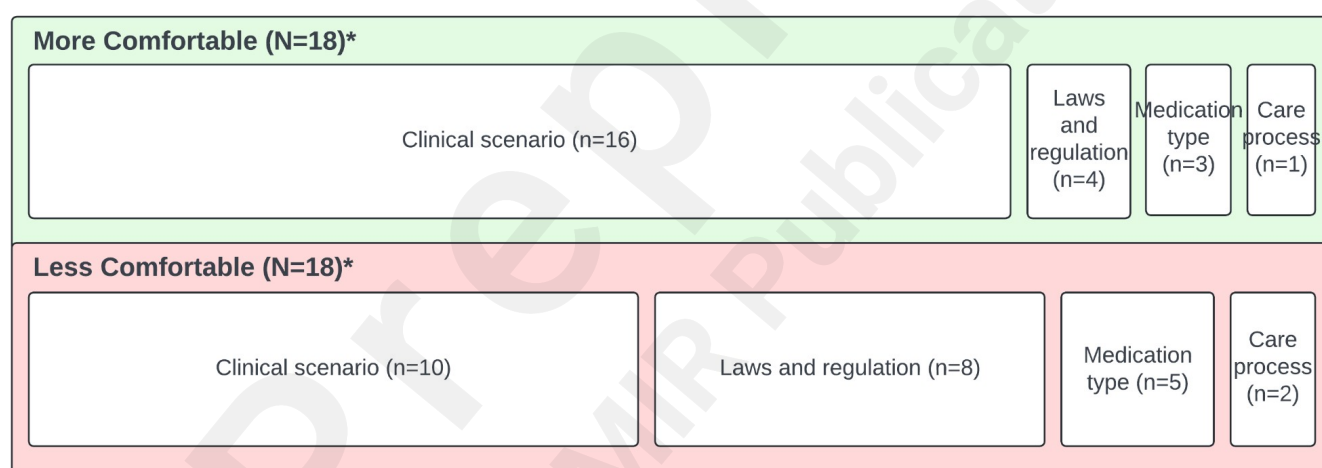 More Comfortable (N=18)*
Clinical scenario (n=16)
Laws
and
regulation
(n=4)
Medication
type
(n=3)
Care
process
(n=1)
Less Comfortable (N=18)*
Clinical scenario (n=10)
Laws and regulation (n=8)
Medication
type (n=5)
Care
process
(n=2)